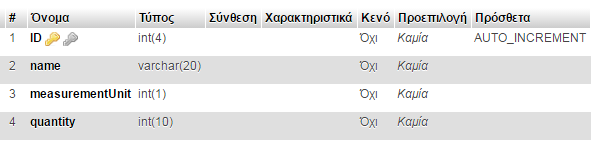 # Όνομα Τύπος Σύνθεση Χαρακτηριστικά Κενό Προεπιλογή Πρόσθετα
1 ID int(4) Όχι Καμία AUTO_INCREMENT
2 name varchar(20) Όχι Καμία
3 measurementUnit int(1) Όχι Καμία
4 quantity int(10) Όχι Καμία